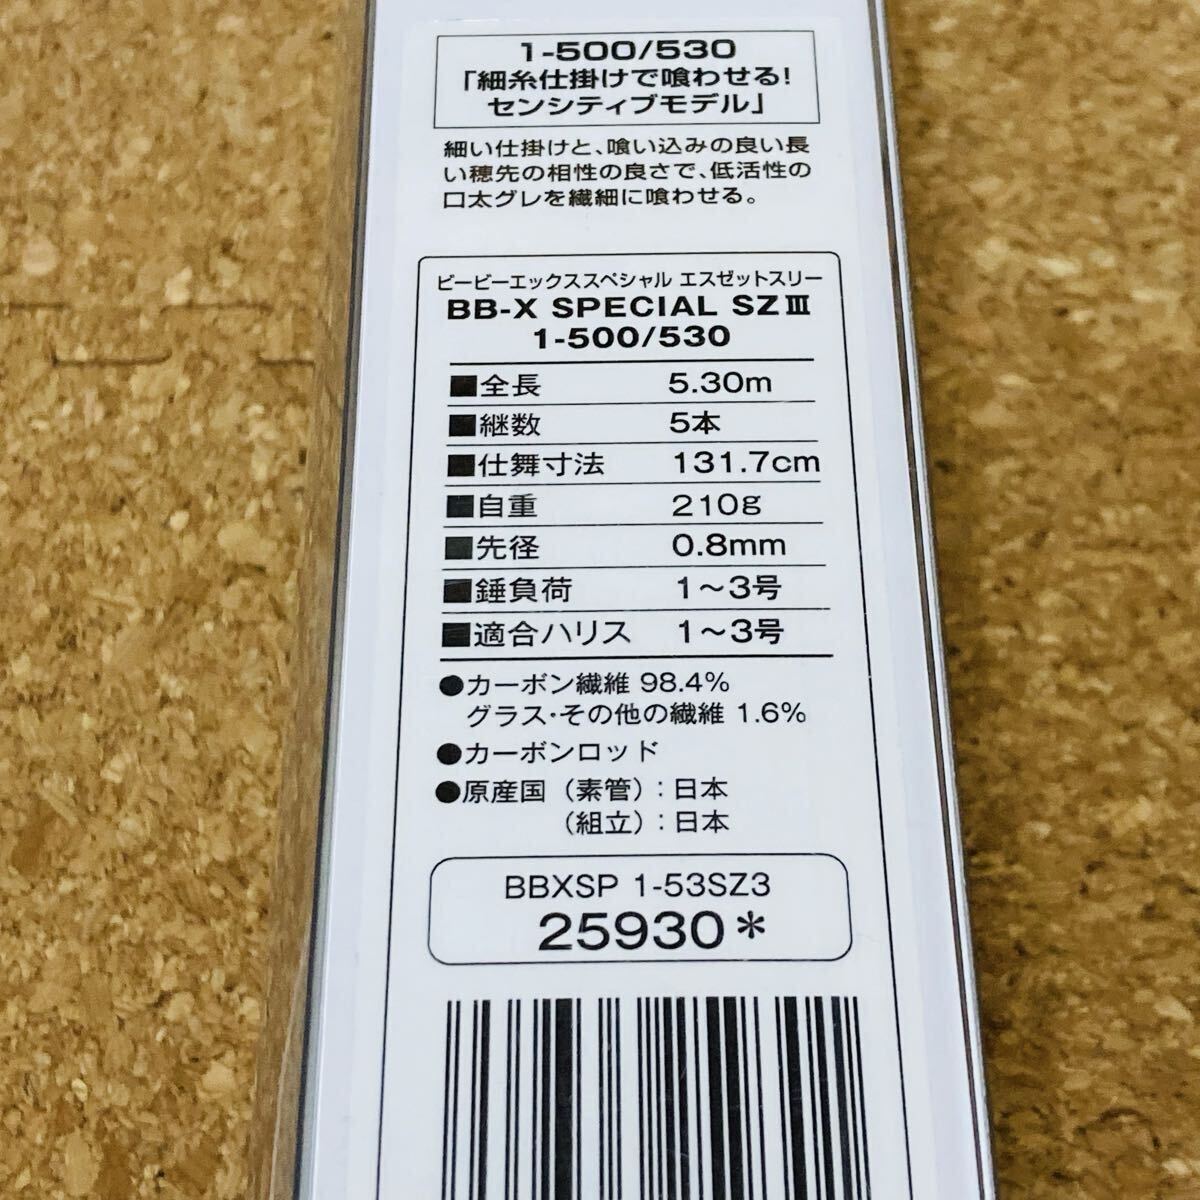 1-500/530
「細糸仕掛けで喰わせる!
センシティブモデル」
細い仕掛けと、喰い込みの良い長
い穂先の相性の良さで、低活性の
口太グレを繊細に喰わせる。
ビービーエックススペシャル エスゼットスリー
BB-X SPECIAL SZⅢ
1-500/530
■全長 5.30m
■継数 5本
■仕舞寸法 131.7cm
■自重 210g
■先径 0.8mm
■錘負荷 1〜3号
■適合ハリス 1〜3号
●カーボン繊維 98.4%
グラス・その他の繊維 1.6%
●カーボンロッド
●原産国（素管）：日本
（組立）：日本
BBXSP 1-53SZ3
25930*